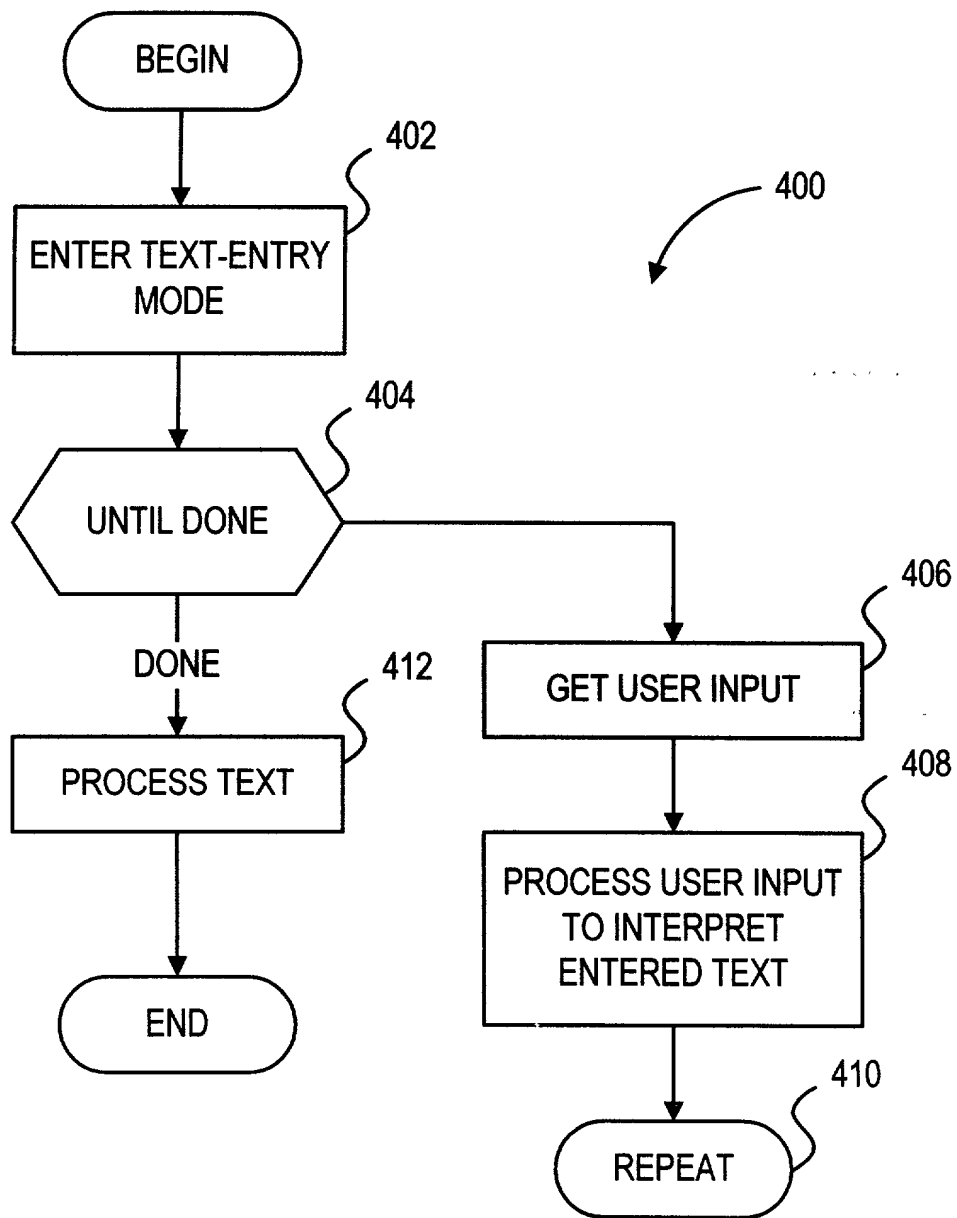 BEGIN
402
400
ENTER TEXT-ENTRY
MODE
404
UNTIL DONE
406
DONE
412
GET USER INPUT
PROCESS TEXT
408
PROCESS USER INPUT
TO INTERPRET
ENTERED TEXT
END
410
REPEAT